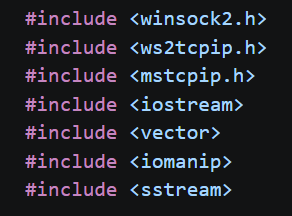 #include <winsock2.h>
#include <ws2tcpip.h>
#include <mstcpip.h>
#include <iostream>
#include <vector>
#include <iomanip>
#include <sstream>